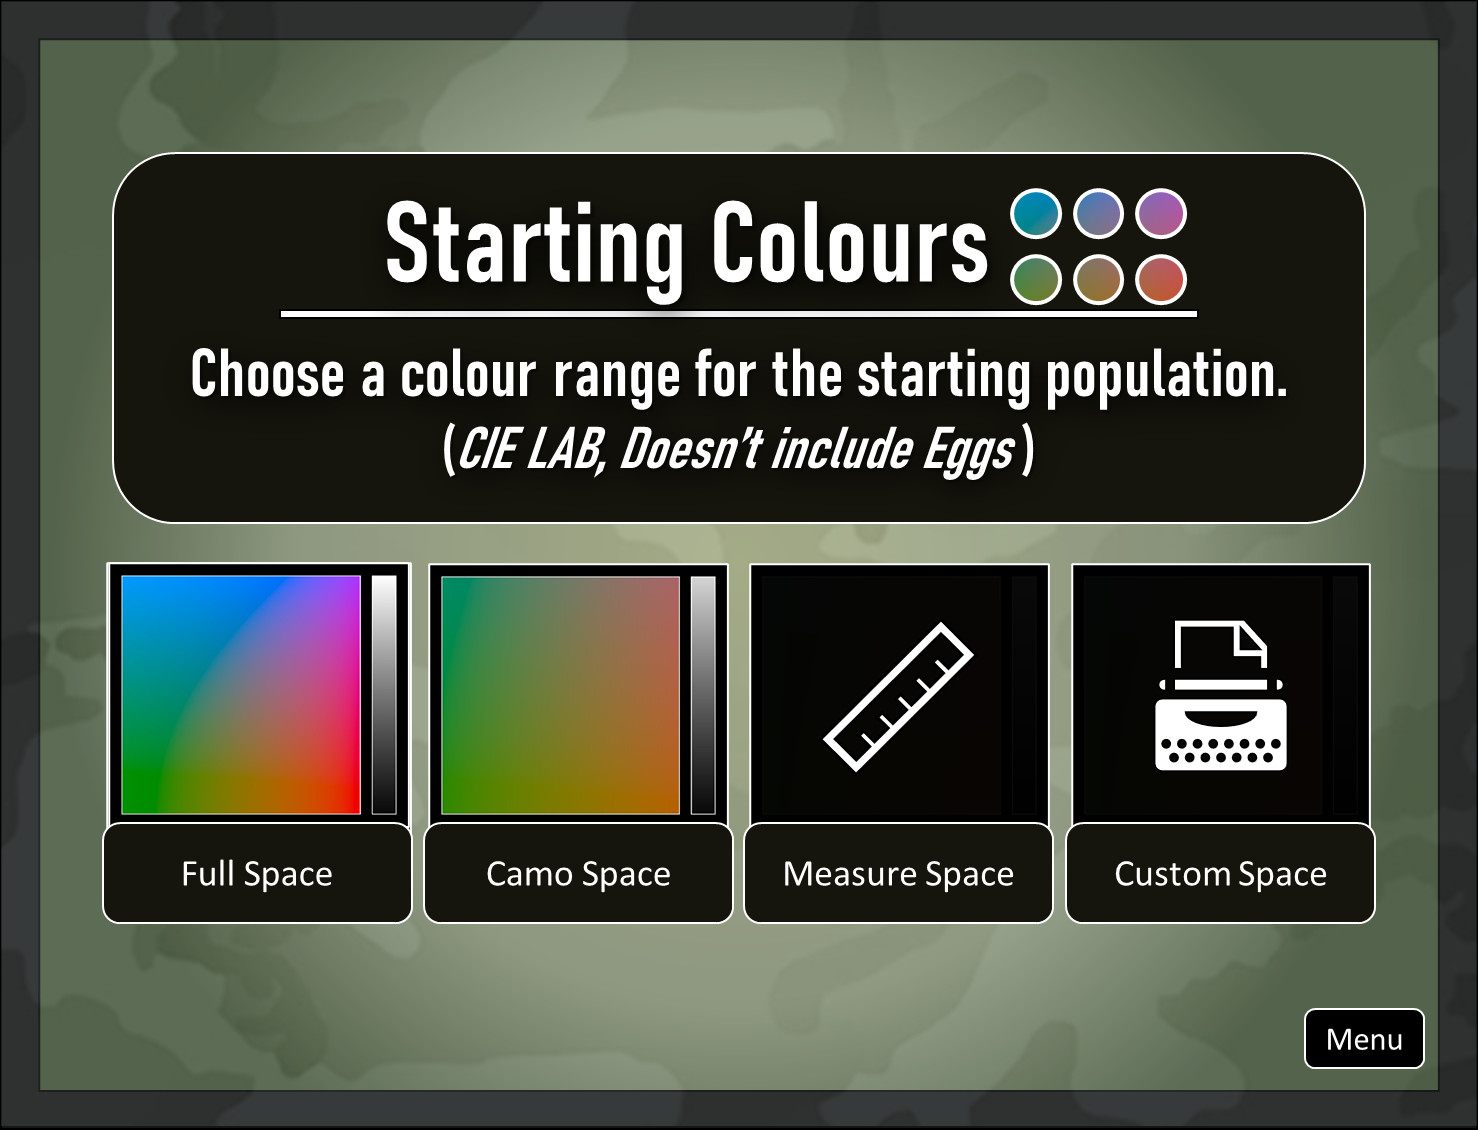 Starting Colours
Choose a colour range for the starting population.
(CIE LAB, Doesn't include Eggs)
Full Space
Camo Space
Measure Space
Custom Space
Menu